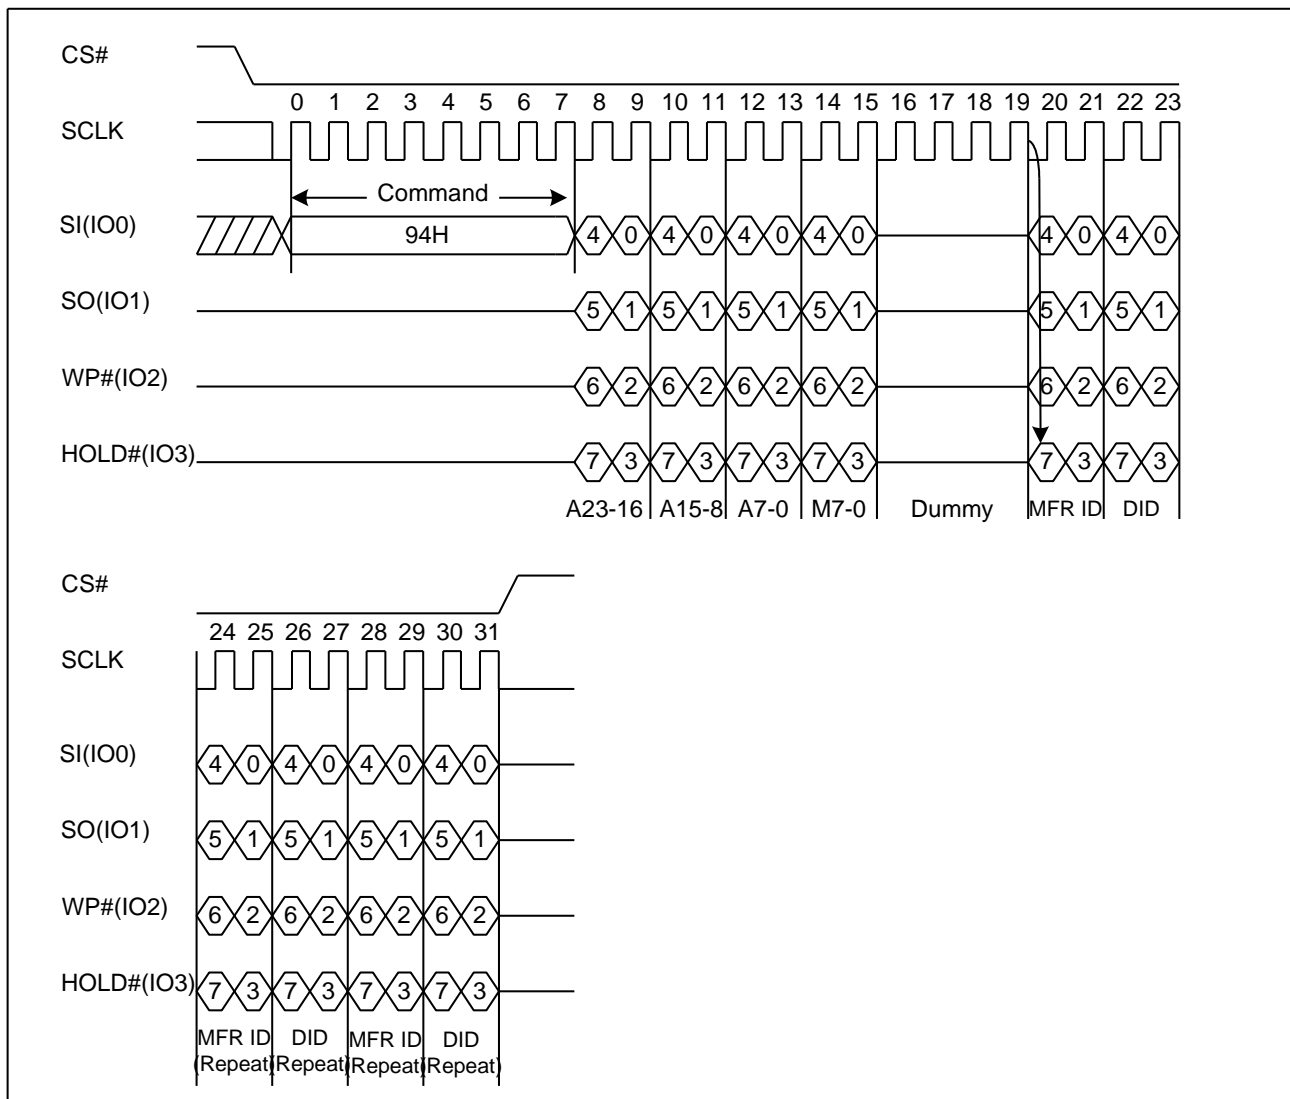 CS#
0 1 2 3 4 5 6 7 8 9 10 11 12 13 14 15 16 17 18 19 20 21 22 23
SCLK
Command
SI(IO0) 94H 4 0 4 0 4 0 4 0 4 0 4 0
SO(IO1) 5 1 5 1 5 1 5 1 5 1 5 1
WP#(IO2) 6 2 6 2 6 2 6 2 6 2 6 2
HOLD#(IO3) 7 3 7 3 7 3 7 3 7 3 7 3
A23-16 A15-8 A7-0 M7-0 Dummy MFR ID DID
CS#
24 25 26 27 28 29 30 31
SCLK
SI(IO0) 4 0 4 0 4 0 4 0
SO(IO1) 5 1 5 1 5 1 5 1
WP#(IO2) 6 2 6 2 6 2 6 2
HOLD#(IO3) 7 3 7 3 7 3 7 3
MFR ID DID MFR ID DID
(Repeat) (Repeat) (Repeat) (Repeat)